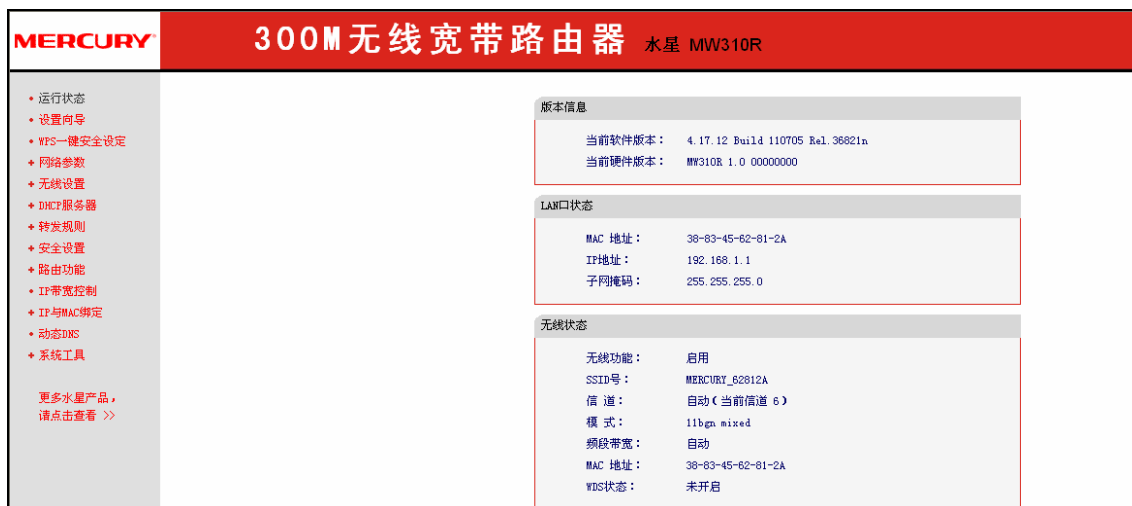 MERCURY
300M无线宽带路由器 水星 MW310R
运行状态
设置向导
WPS一键安全设定
网络参数
无线设置
DHCP服务器
转发规则
安全设置
路由功能
IP带宽控制
IP与MAC绑定
动态DNS
系统工具
更多水星产品，
请点击查看 >>
版本信息
当前软件版本： 4.17.12 Build 110705 Rel.36821n
当前硬件版本： MW310R 1.0 00000000
LAN口状态
MAC 地址： 38-83-45-62-81-2A
IP地址： 192.168.1.1
子网掩码： 255.255.255.0
无线状态
无线功能： 启用
SSID号： MERCURY_62812A
信 道： 自动(当前信道 6)
模 式： 11bgn mixed
频段带宽： 自动
MAC 地址： 38-83-45-62-81-2A
WDS状态： 未开启